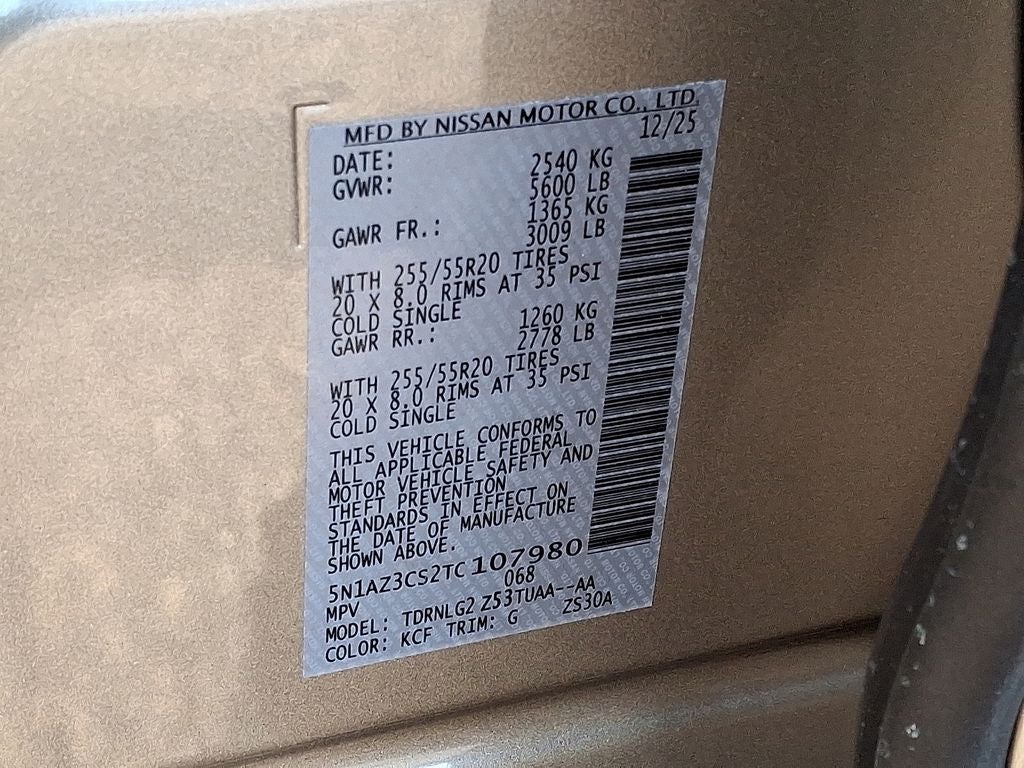 MFD BY NISSAN MOTOR CO., LTD.
DATE: 12/25
GVWR: 2540 KG
5600 LB
GAWR FR.: 1365 KG
3009 LB
WITH 255/55R20 TIRES
20 X 8.0 RIMS AT 35 PSI
COLD SINGLE
GAWR RR.: 1260 KG
2778 LB
WITH 255/55R20 TIRES
20 X 8.0 RIMS AT 35 PSI
COLD SINGLE
THIS VEHICLE CONFORMS TO
ALL APPLICABLE FEDERAL
MOTOR VEHICLE SAFETY AND
THEFT PREVENTION
STANDARDS IN EFFECT ON
THE DATE OF MANUFACTURE
SHOWN ABOVE.
5N1AZ3CS2TC107980
MPV 068
MODEL: TDRNLG2 Z53TUAA--AA
COLOR: KCF TRIM: G ZS30A